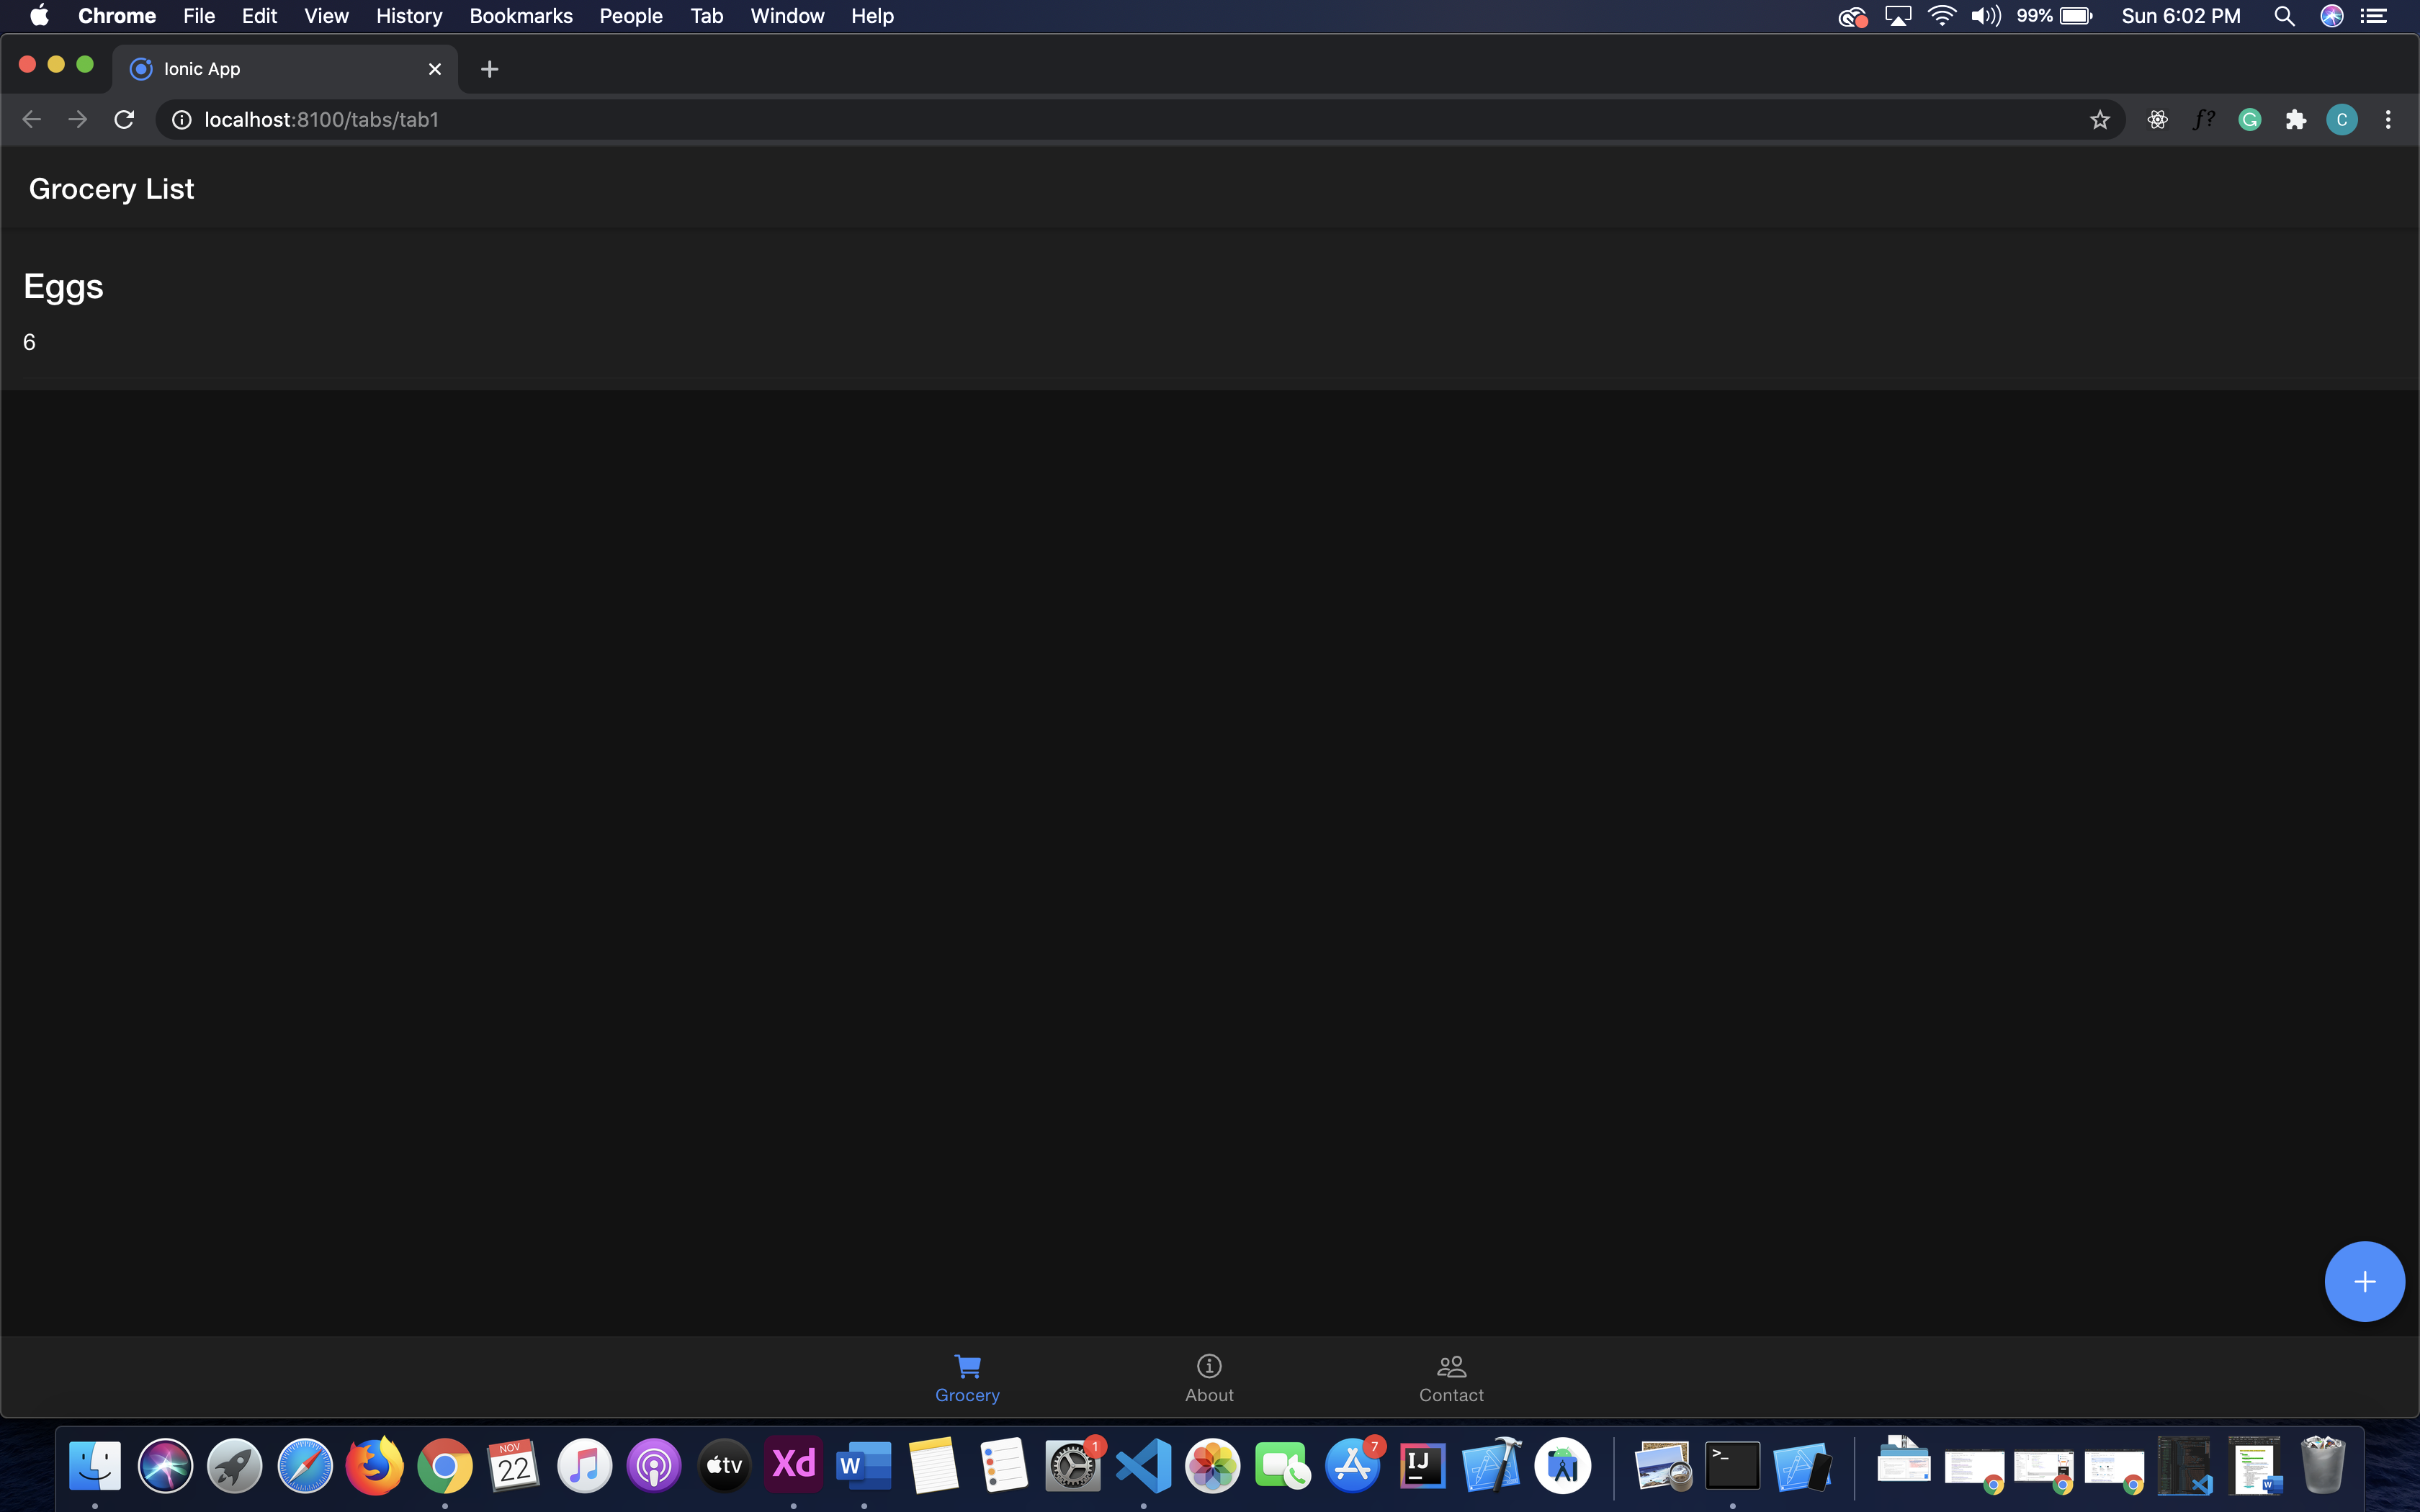 Chrome File Edit View History Bookmarks People Tab Window Help 99% Sun 6:02 PM
Ionic App
localhost:8100/tabs/tab1 f? G C
Grocery List
Eggs
6
Grocery About Contact
NOV
22
tv
Xd
W
1
7
IJ
>_
W